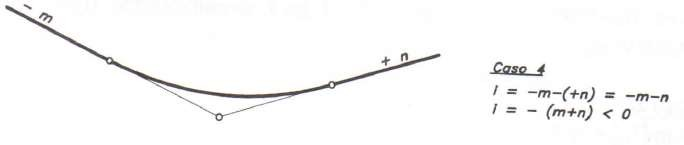 - m
+ n
Caso 4
i = -m-(+n) = -m-n
i = - (m+n) < 0